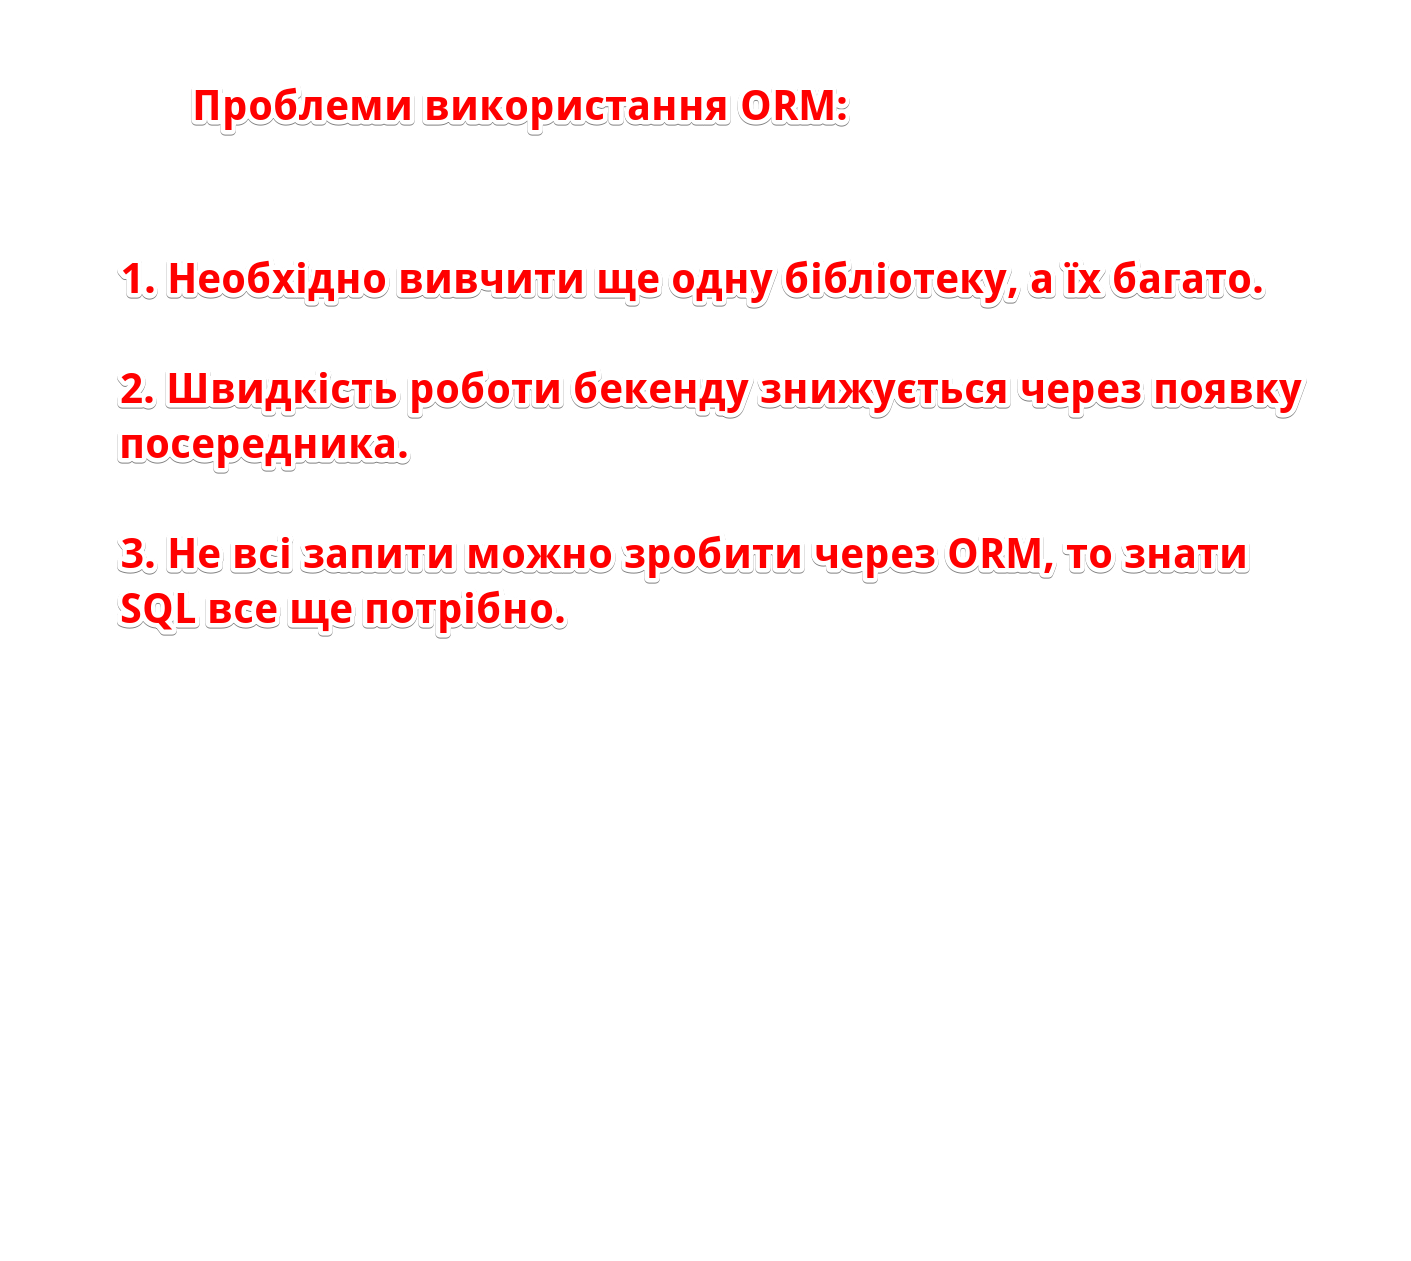 Проблеми використання ORM:
1. Необхідно вивчити ще одну бібліотеку, а їх багато.
2. Швидкість роботи бекенду знижується через появку
посередника.
3. Не всі запити можно зробити через ORM, то знати
SQL все ще потрібно.